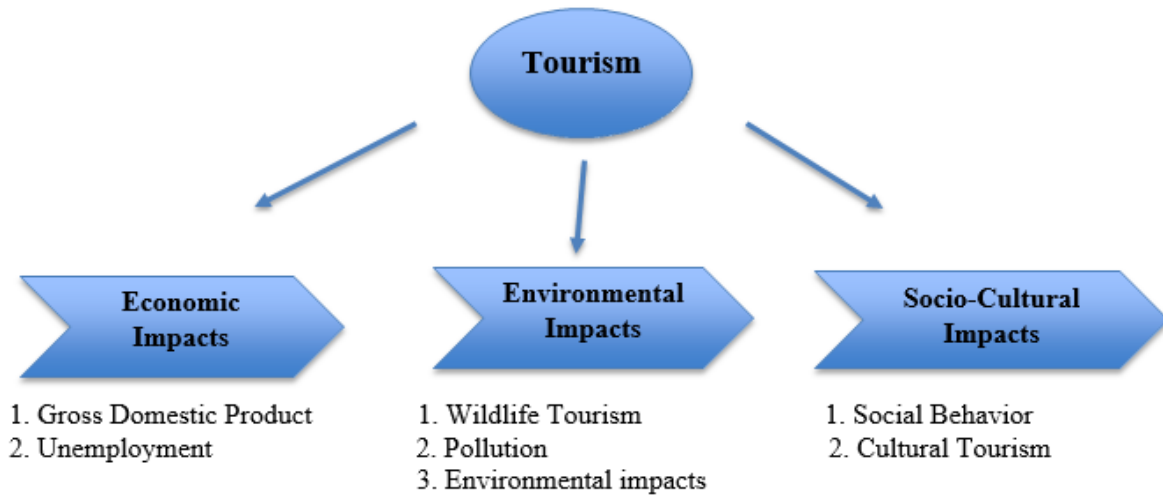 Tourism
Economic
Impacts
1. Gross Domestic Product
2. Unemployment
Environmental
Impacts
1. Wildlife Tourism
2. Pollution
3. Environmental impacts
Socio-Cultural
Impacts
1. Social Behavior
2. Cultural Tourism